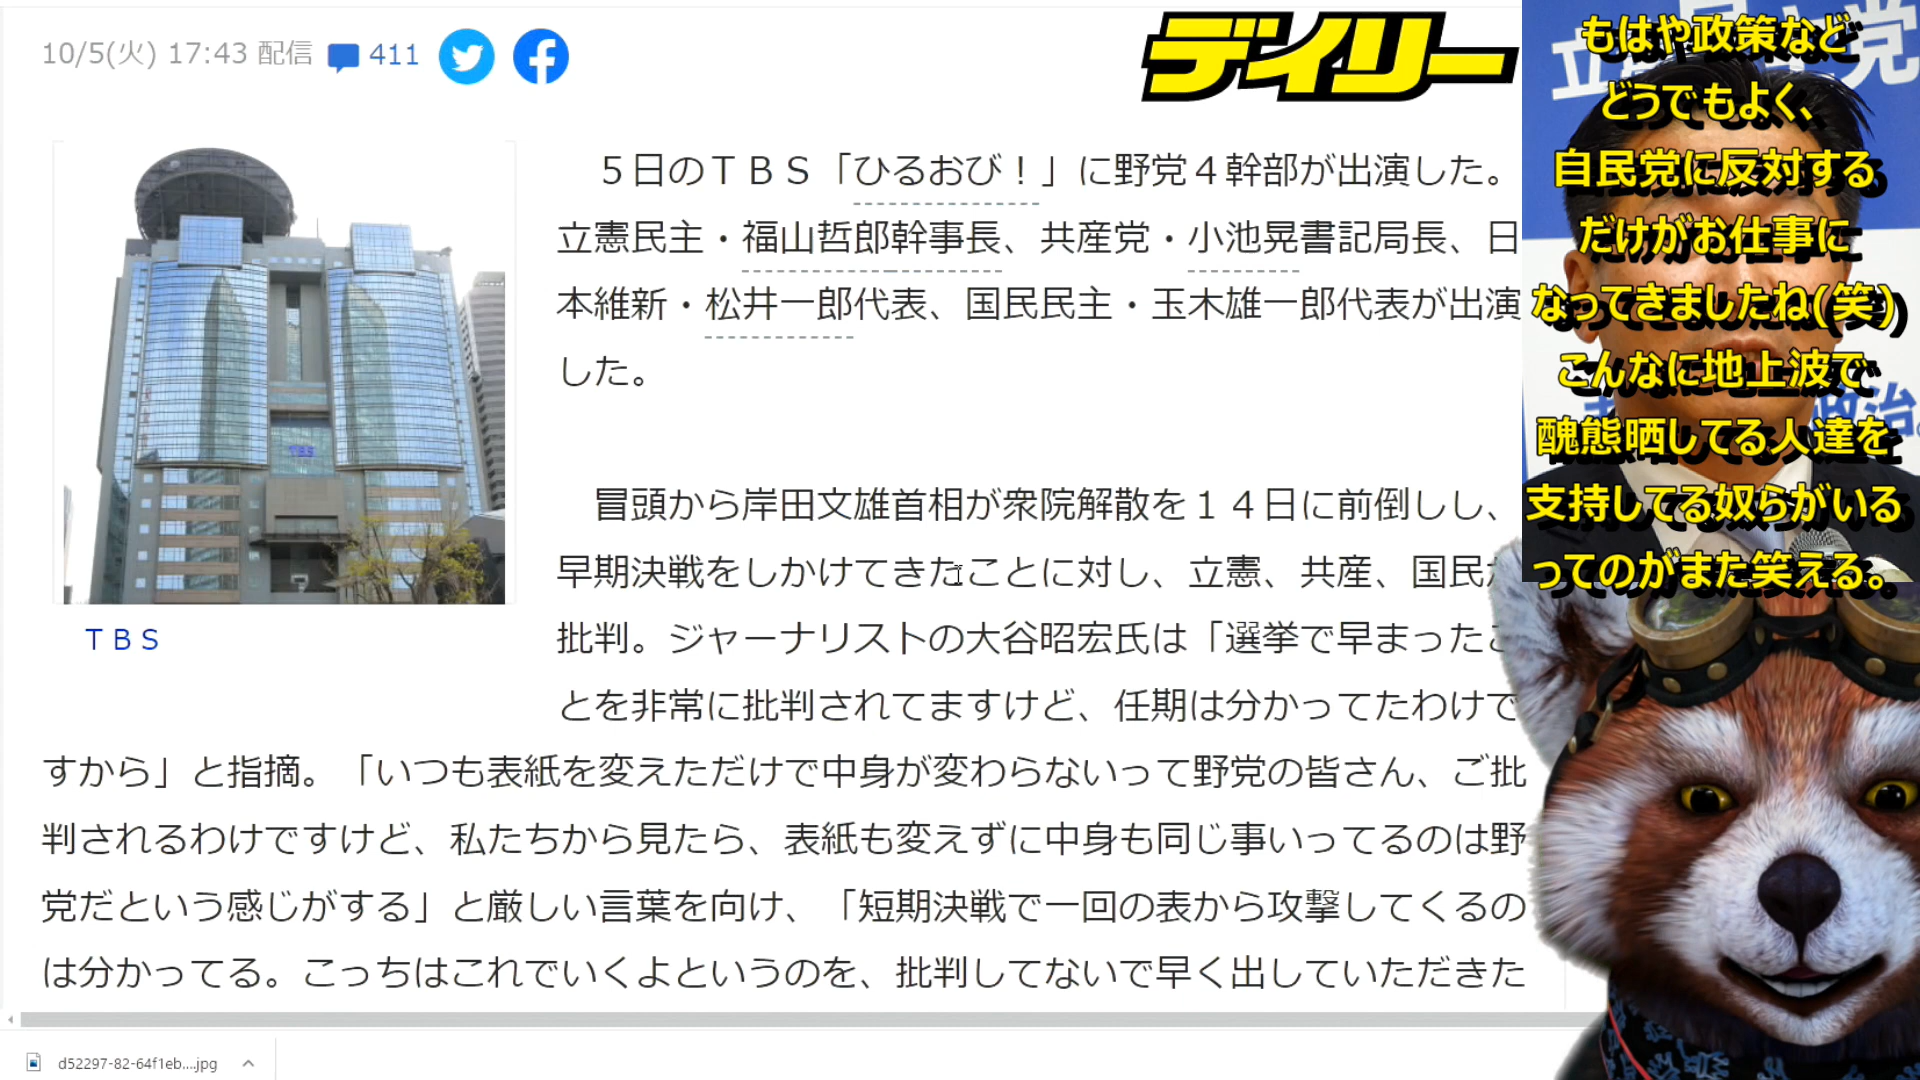 10/5(火) 17:43 配信 411
デイリー
５日のＴＢＳ「ひるおび！」に野党４幹部が出演した。
立憲民主・福山哲郎幹事長、共産党・小池晃書記局長、日
本維新・松井一郎代表、国民民主・玉木雄一郎代表が出演
した。
冒頭から岸田文雄首相が衆院解散を１４日に前倒しし、
早期決戦をしかけてきたことに対し、立憲、共産、国民が
批判。ジャーナリストの大谷昭宏氏は「選挙で早まったこ
とを非常に批判されてますけど、任期は分かってたわけで
すから」と指摘。「いつも表紙を変えただけで中身が変わらないって野党の皆さん、ご批
判されるわけですけど、私たちから見たら、表紙も変えずに中身も同じ事いってるのは野
党だという感じがする」と厳しい言葉を向け、「短期決戦で一回の表から攻撃してくるの
は分かってる。こっちはこれでいくよというのを、批判してないで早く出していただきた
TBS
ＴＢＳ
もはや政策など
どうでもよく、
自民党に反対する
だけがお仕事に
なってきましたね(笑)
こんなに地上波で
醜態晒してる人達を
支持してる奴らがいる
ってのがまた笑える。
d52297-82-64f1eb....jpg